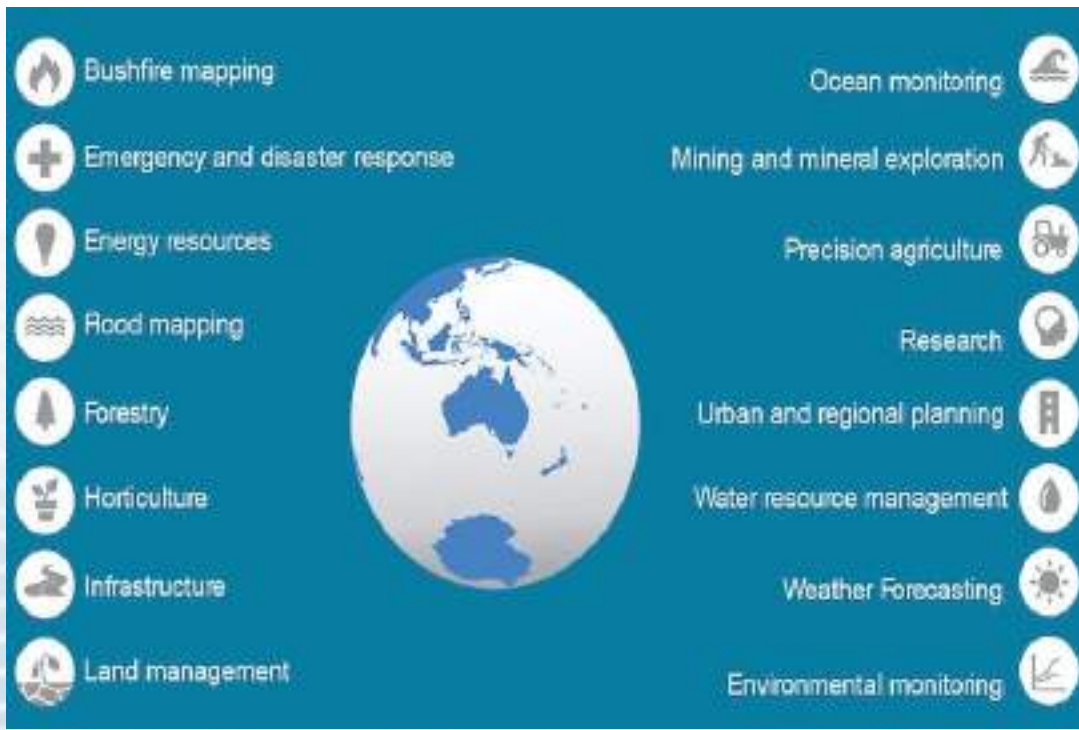 Bushfire mapping
Emergency and disaster response
Energy resources
Flood mapping
Forestry
Horticulture
Infrastructure
Land management
Ocean monitoring
Mining and mineral exploration
Precision agriculture
Research
Urban and regional planning
Water resource management
Weather Forecasting
Environmental monitoring